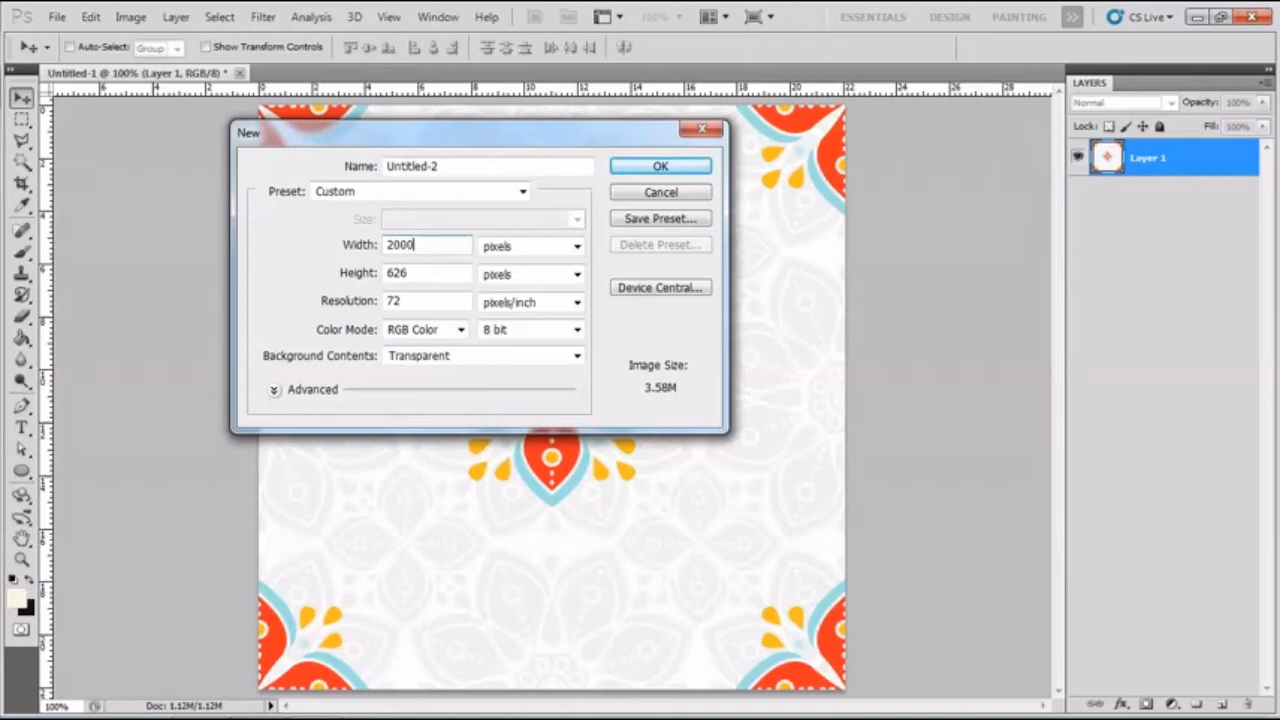 Ps File Edit Image Layer Select Filter Analysis 3D View Window Help 100% ESSENTIALS DESIGN PAINTING CS Live
Auto-Select: Group Show Transform Controls
Untitled-1 @ 100% (Layer 1, RGB/8) *
LAYERS
Normal Opacity: 100%
Lock: Fill: 100%
Layer 1
New
Name: Untitled-2 OK
Preset: Custom Cancel
Size: Save Preset...
Width: 2000 pixels Delete Preset...
Height: 626 pixels
Device Central...
Resolution: 72 pixels/inch
Color Mode: RGB Color 8 bit
Background Contents: Transparent
Image Size:
3.58M
Advanced
100% Doc: 1.12M/1.12M